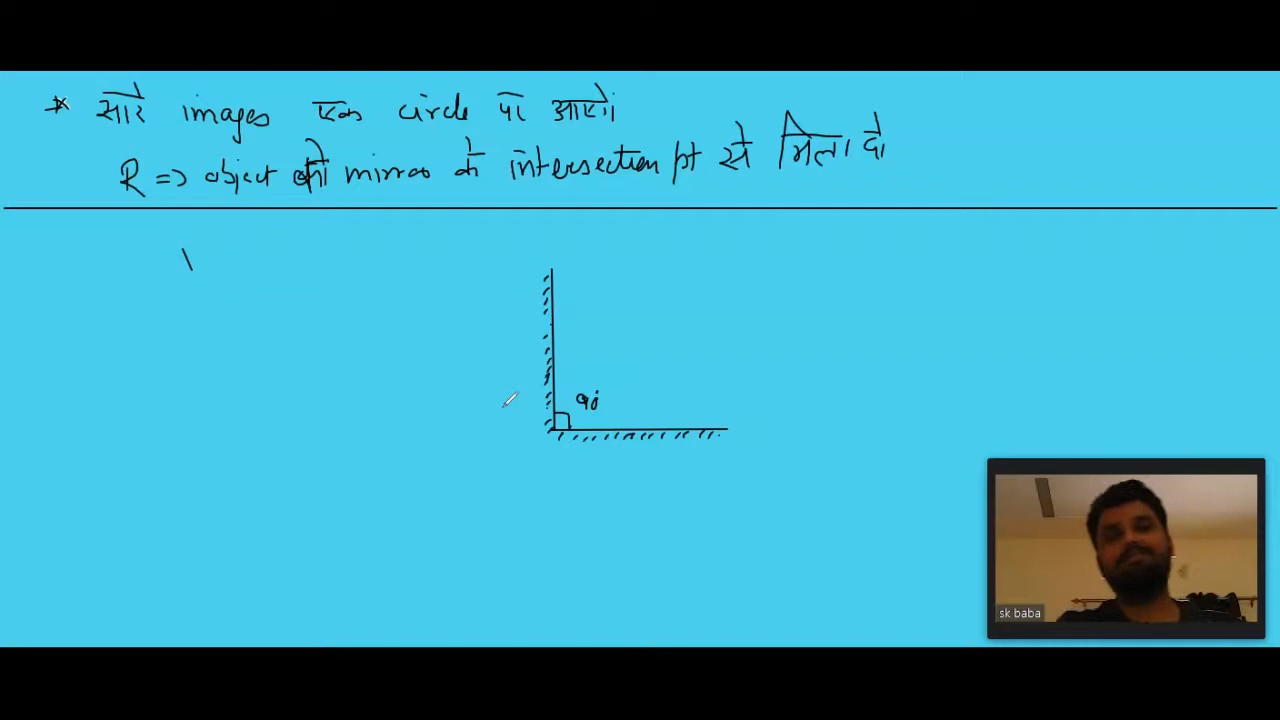 * सारे images एक circle पर आएंगे
R => object को mirror के intersection pt से मिला दो
90°
sk baba